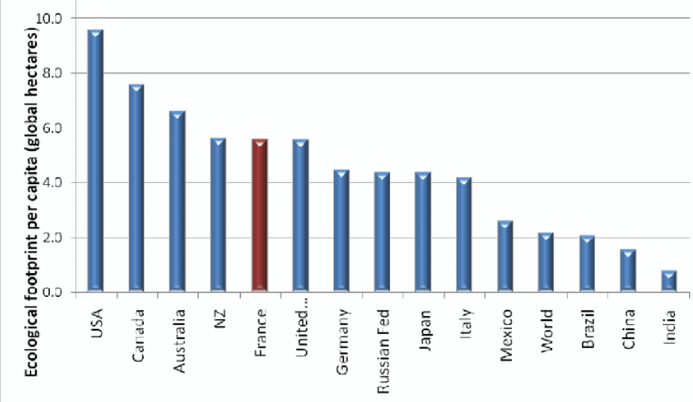 Ecological footprint per capita (global hectares)
10.0
8.0
6.0
4.0
2.0
0.0
USA
Canada
Australia
NZ
France
United...
Germany
Russian Fed
Japan
Italy
Mexico
World
Brazil
China
India